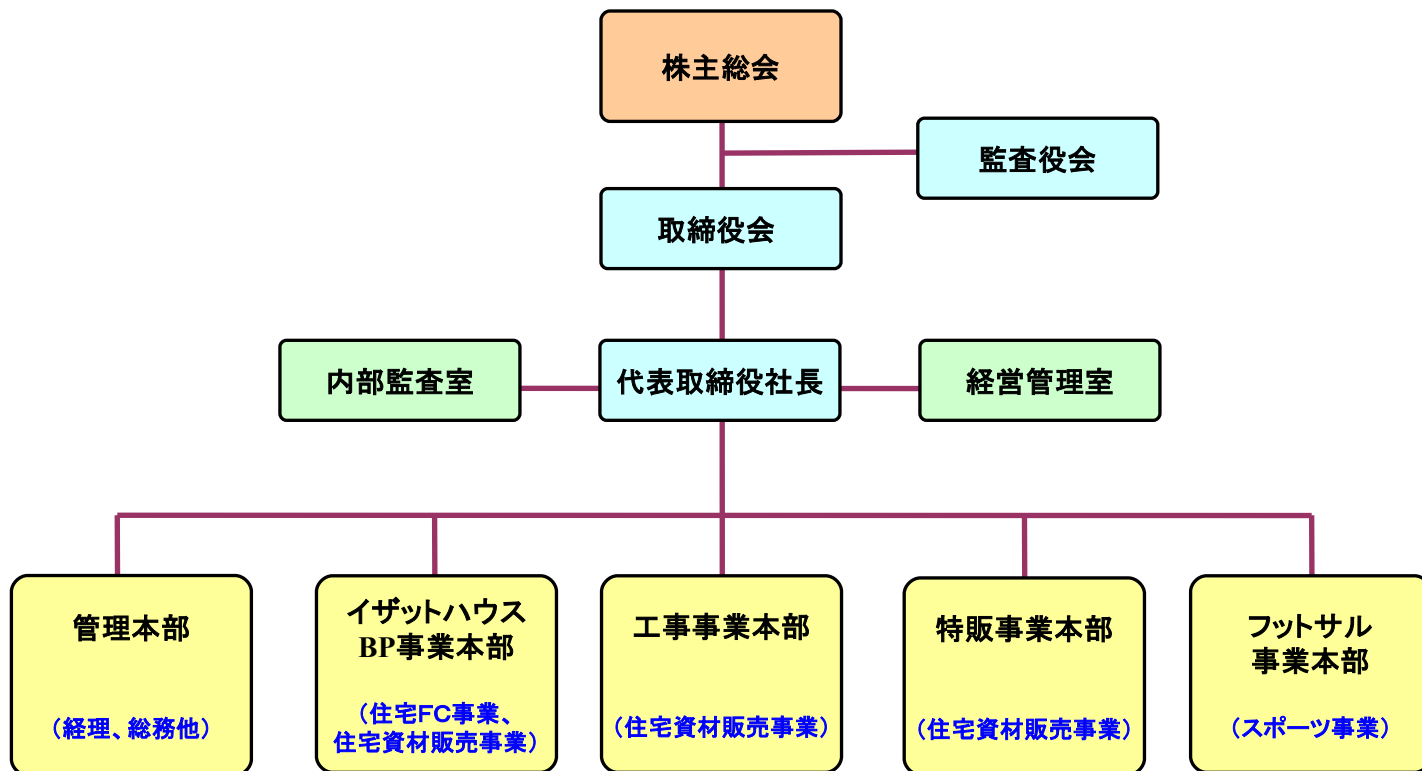 株主総会
監査役会
取締役会
内部監査室
代表取締役社長
経営管理室
管理本部
（経理、総務他）
イザットハウス
BP事業本部
（住宅FC事業、
住宅資材販売事業）
工事事業本部
（住宅資材販売事業）
特販事業本部
（住宅資材販売事業）
フットサル
事業本部
（スポーツ事業）